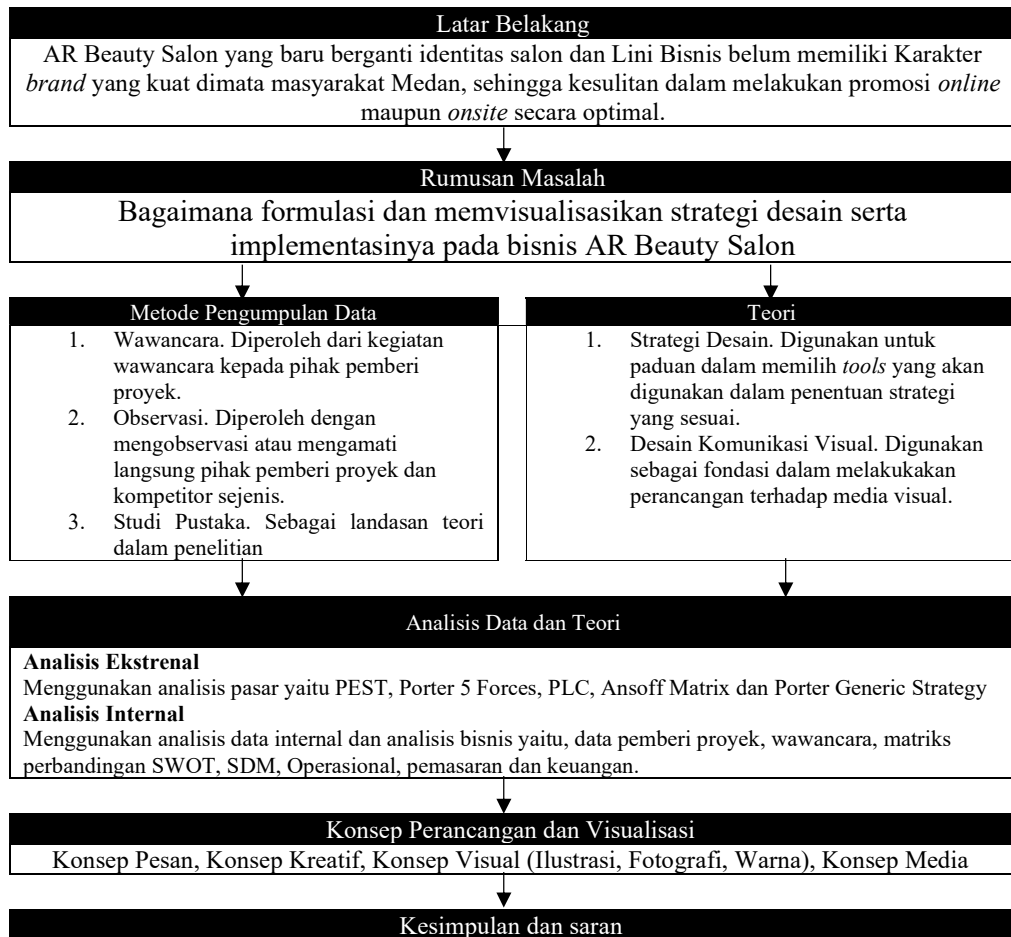 Latar Belakang
AR Beauty Salon yang baru berganti identitas salon dan Lini Bisnis belum memiliki Karakter
brand yang kuat dimata masyarakat Medan, sehingga kesulitan dalam melakukan promosi online
maupun onsite secara optimal.
Rumusan Masalah
Bagaimana formulasi dan memvisualisasikan strategi desain serta
implementasinya pada bisnis AR Beauty Salon
Metode Pengumpulan Data
1. Wawancara. Diperoleh dari kegiatan
wawancara kepada pihak pemberi
proyek.
2. Observasi. Diperoleh dengan
mengobservasi atau mengamati
langsung pihak pemberi proyek dan
kompetitor sejenis.
3. Studi Pustaka. Sebagai landasan teori
dalam penelitian
Teori
1. Strategi Desain. Digunakan untuk
paduan dalam memilih tools yang akan
digunakan dalam penentuan strategi
yang sesuai.
2. Desain Komunikasi Visual. Digunakan
sebagai fondasi dalam melakukakan
perancangan terhadap media visual.
Analisis Data dan Teori
Analisis Ekstrenal
Menggunakan analisis pasar yaitu PEST, Porter 5 Forces, PLC, Ansoff Matrix dan Porter Generic Strategy
Analisis Internal
Menggunakan analisis data internal dan analisis bisnis yaitu, data pemberi proyek, wawancara, matriks
perbandingan SWOT, SDM, Operasional, pemasaran dan keuangan.
Konsep Perancangan dan Visualisasi
Konsep Pesan, Konsep Kreatif, Konsep Visual (Ilustrasi, Fotografi, Warna), Konsep Media
Kesimpulan dan saran